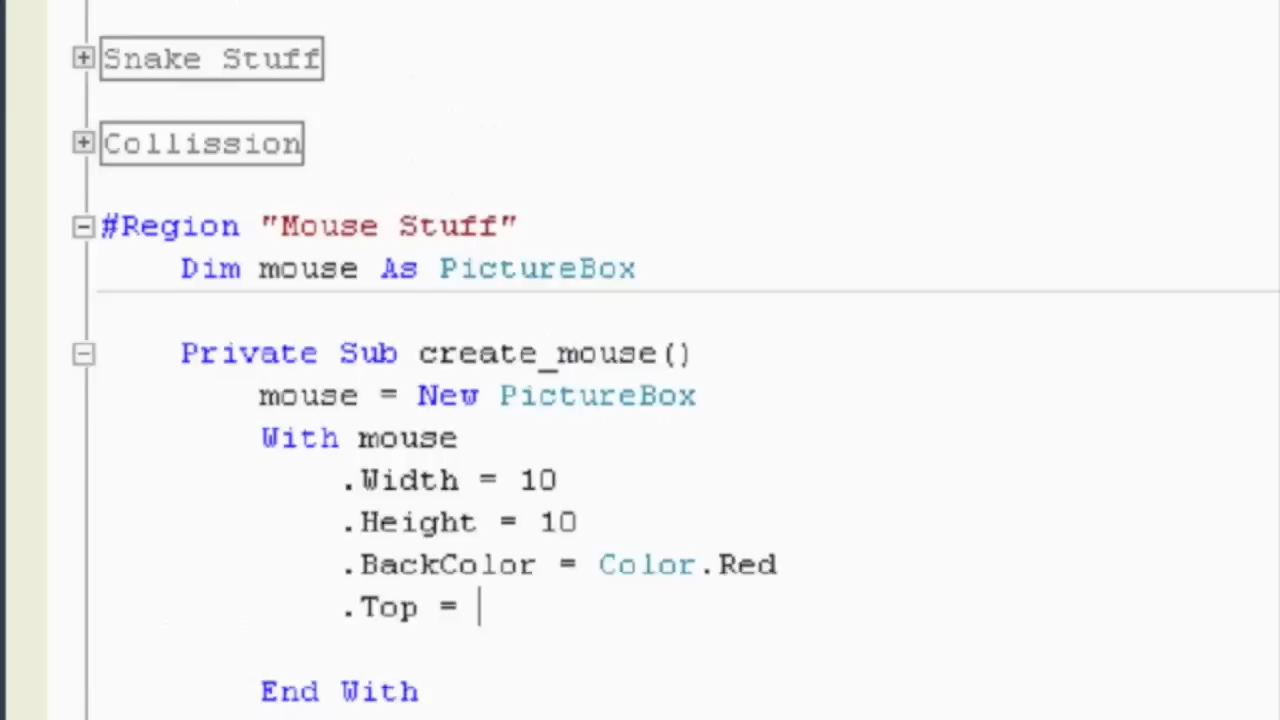 Snake Stuff
Collission
#Region "Mouse Stuff"
Dim mouse As PictureBox
Private Sub create_mouse()
mouse = New PictureBox
With mouse
.Width = 10
.Height = 10
.BackColor = Color.Red
.Top =
End With